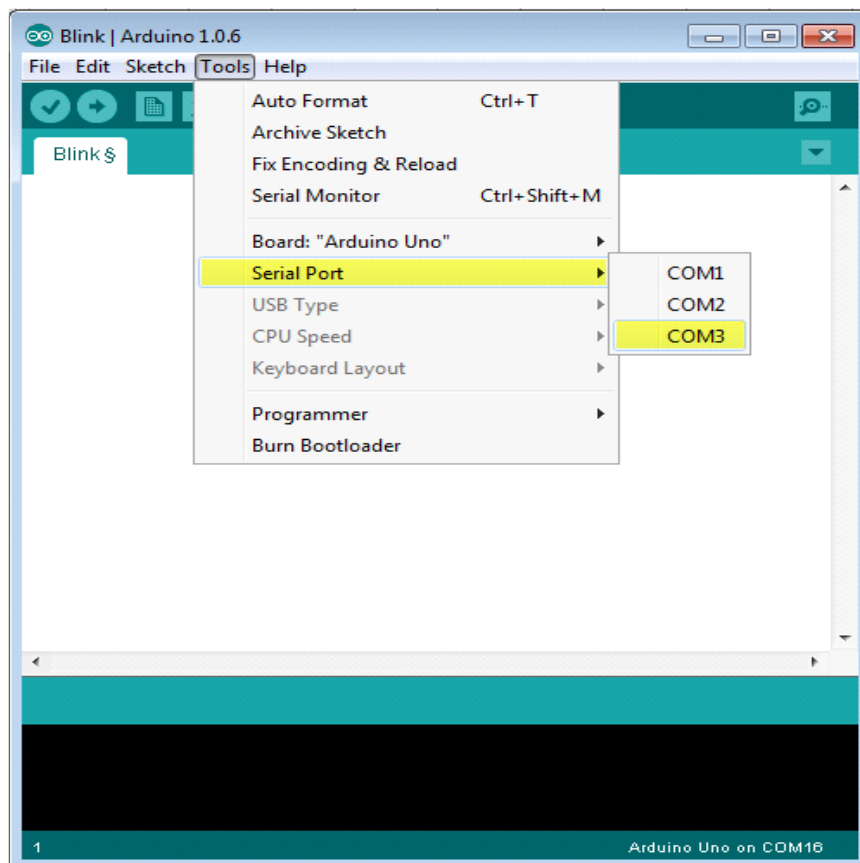 Blink | Arduino 1.0.6
File Edit Sketch Tools Help
Auto Format Ctrl+T
Archive Sketch
Blink §
Fix Encoding & Reload
Serial Monitor Ctrl+Shift+M
Board: "Arduino Uno"
Serial Port COM1
USB Type COM2
CPU Speed COM3
Keyboard Layout
Programmer
Burn Bootloader
1 Arduino Uno on COM16